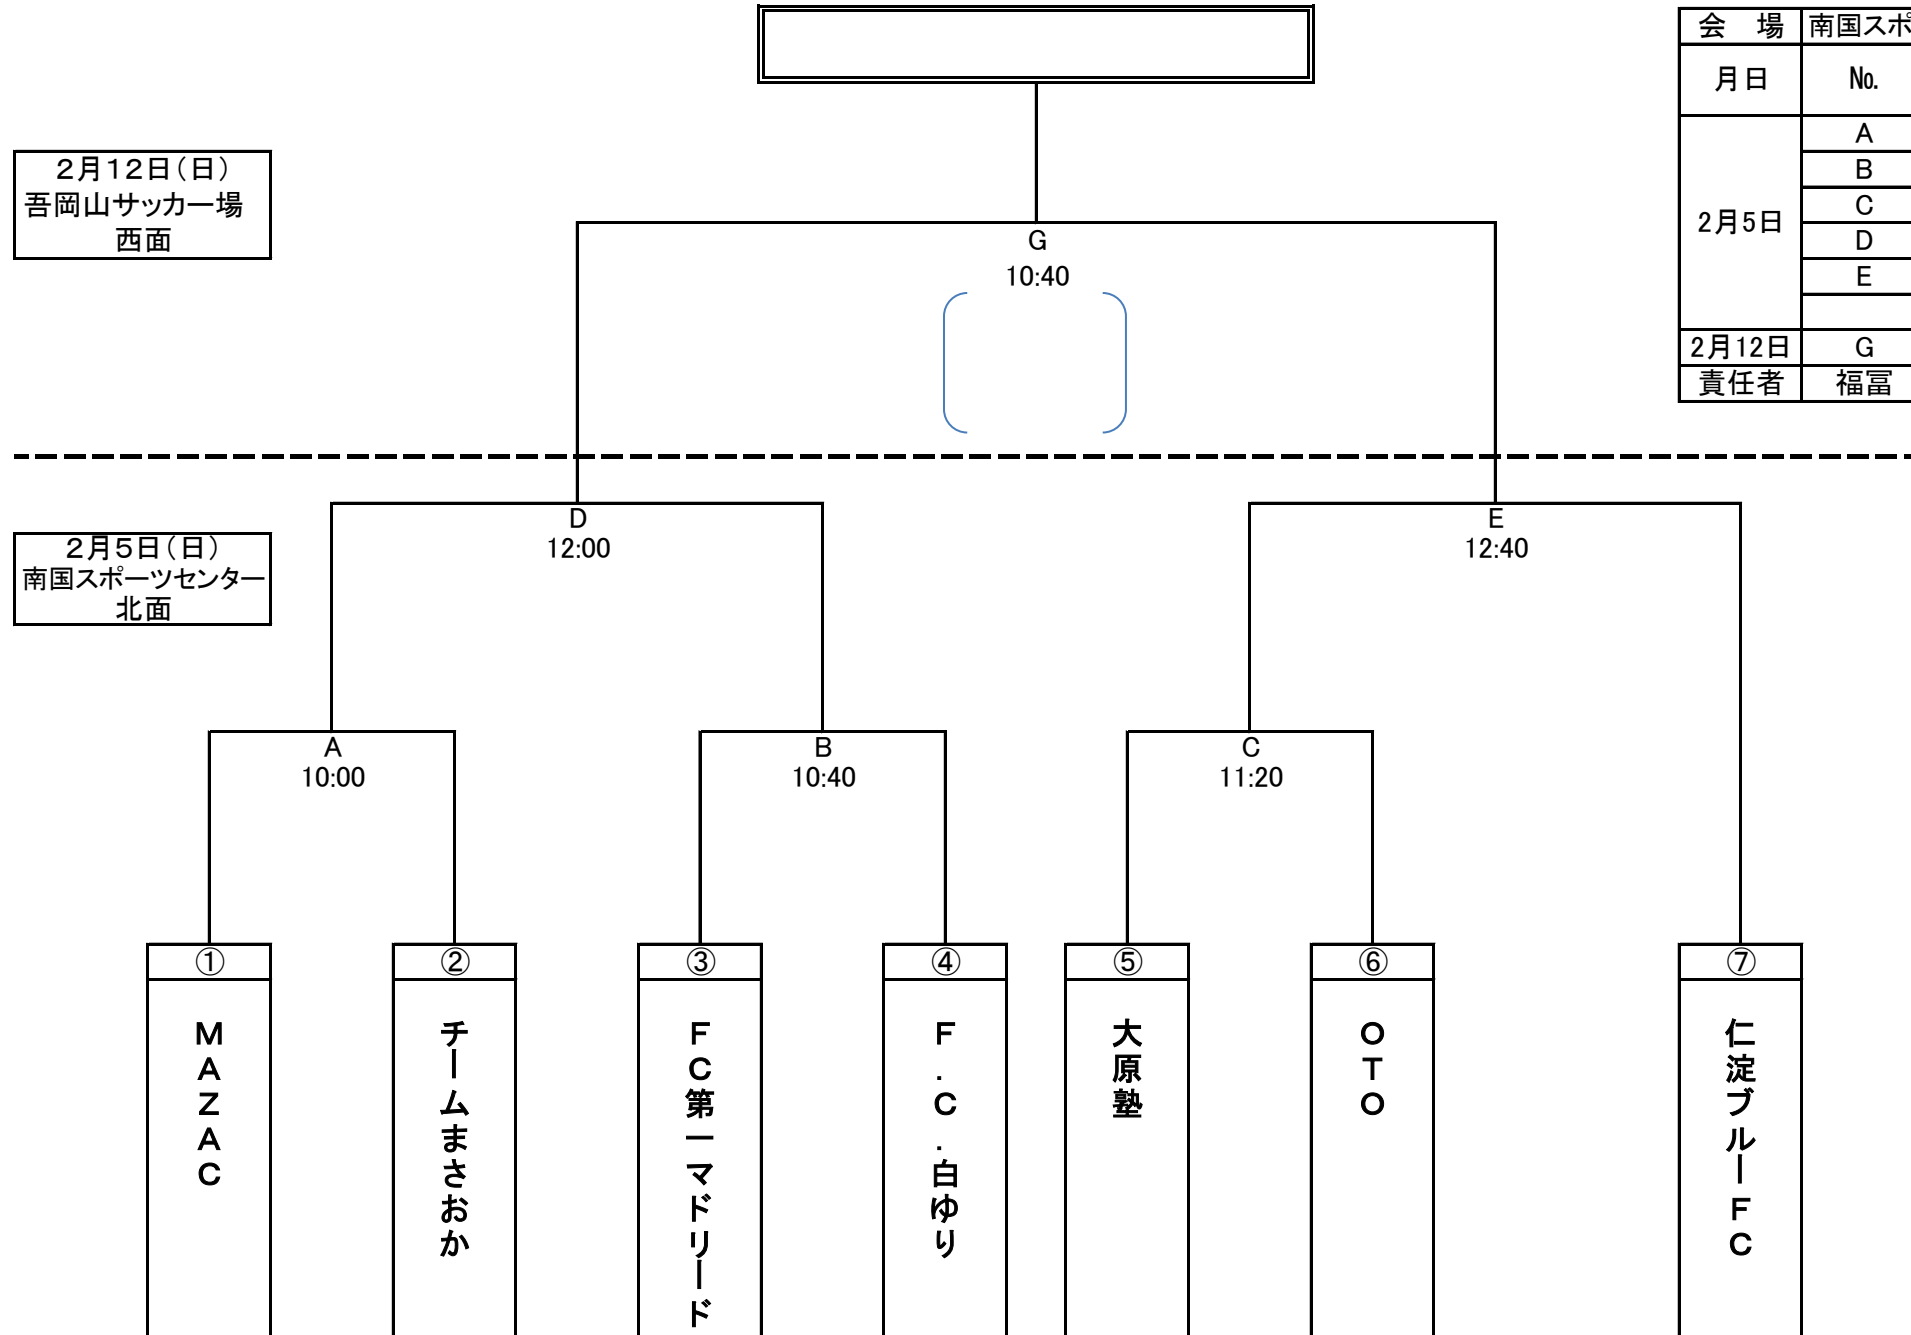 会　場 南国スポ
月日 No.
2月5日
A
B
C
D
E
2月12日 G
責任者 福冨
２月１２日（日）
吾岡山サッカー場
西面
G
10:40
２月５日（日）
南国スポーツセンター
北面
D
12:00
E
12:40
A
10:00
B
10:40
C
11:20
①
ＭＡＺＡＣ
②
チームまさおか
③
ＦＣ第一マドリード
④
Ｆ．Ｃ．白ゆり
⑤
大原塾
⑥
ＯＴＯ
⑦
仁淀ブルーＦＣ